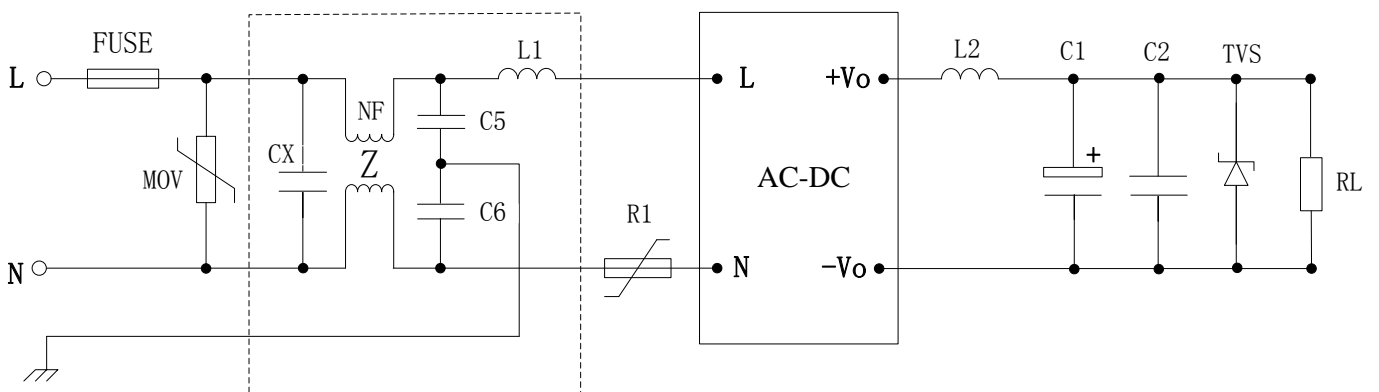 FUSE
L1
L2
C1
C2
TVS
L
L
+Vo
NF
C5
CX
Z
+
MOV
AC-DC
RL
C6
R1
N
N
-Vo